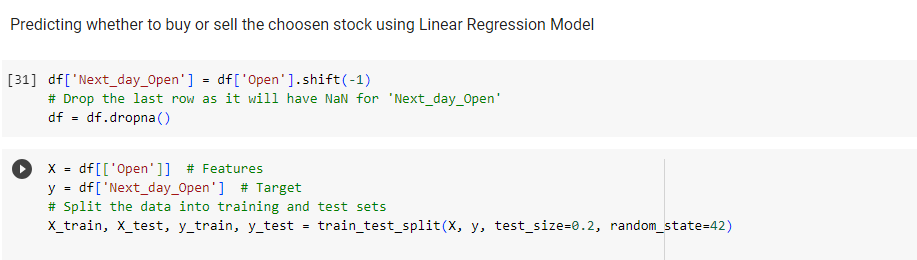 Predicting whether to buy or sell the choosen stock using Linear Regression Model
[31] df['Next_day_Open'] = df['Open'].shift(-1)
# Drop the last row as it will have NaN for 'Next_day_Open'
df = df.dropna()
X = df[['Open']] # Features
y = df['Next_day_Open'] # Target
# Split the data into training and test sets
X_train, X_test, y_train, y_test = train_test_split(X, y, test_size=0.2, random_state=42)